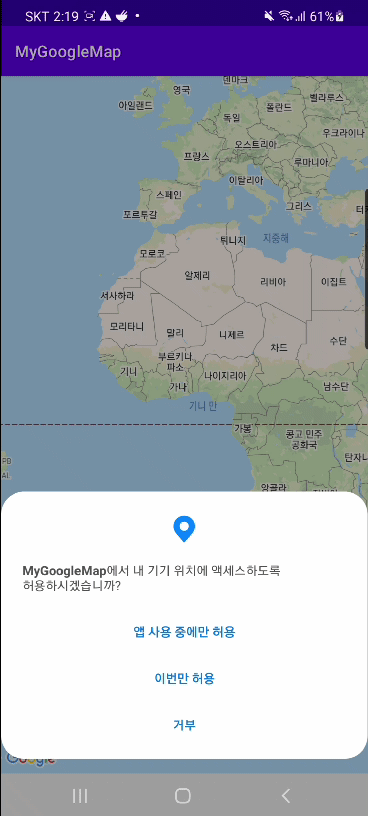 SKT 2:19 61%
MyGoogleMap
덴마크
영국
벨라루스
아일랜드
폴란드
독일
우크라이나
오스트리아
프랑스
루마니아
이탈리아
스페인
그리스
포르투갈
튀니지
지중해
모로코
알제리
리비아
이집트
서사하라
모리타니
말리
니제르
수단
차드
부르키나
파소
기니
나이지리아
가나
남수단
기니 만
가봉
콩고 민주
공화국
탄자니
PB
AL
앙골라
MyGoogleMap에서 내 기기 위치에 액세스하도록
허용하시겠습니까?
앱 사용 중에만 허용
이번만 허용
거부
Google